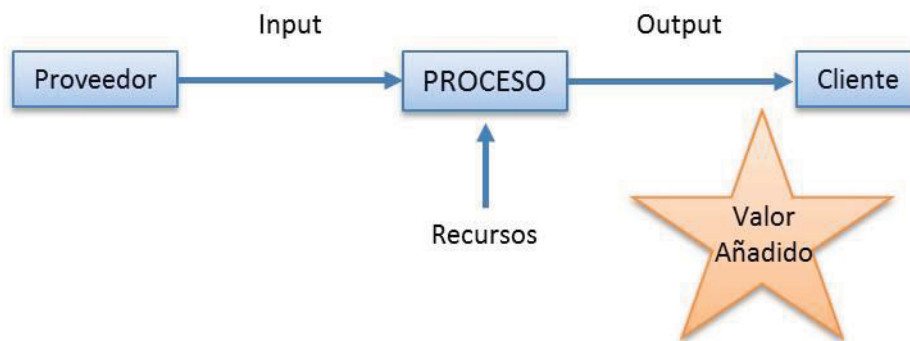 Input
Output
Proveedor
PROCESO
Cliente
Recursos
Valor
Añadido